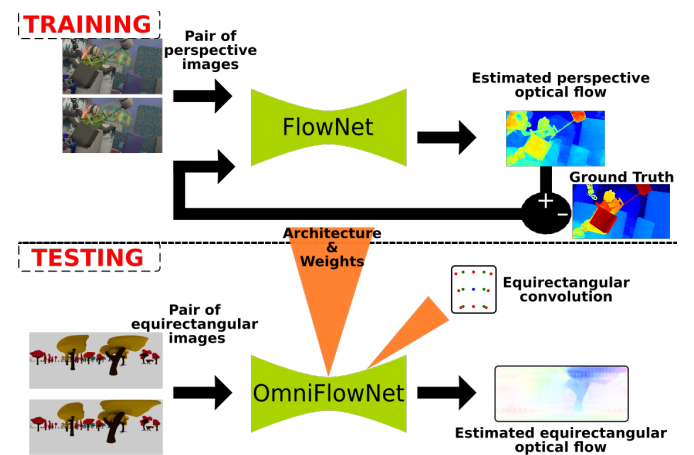 TRAINING
Pair of
perspective
images
FlowNet
Estimated perspective
optical flow
Ground Truth
+
−
Architecture
&
Weights
TESTING
Equirectangular
convolution
Pair of
equirectangular
images
OmniFlowNet
Estimated equirectangular
optical flow